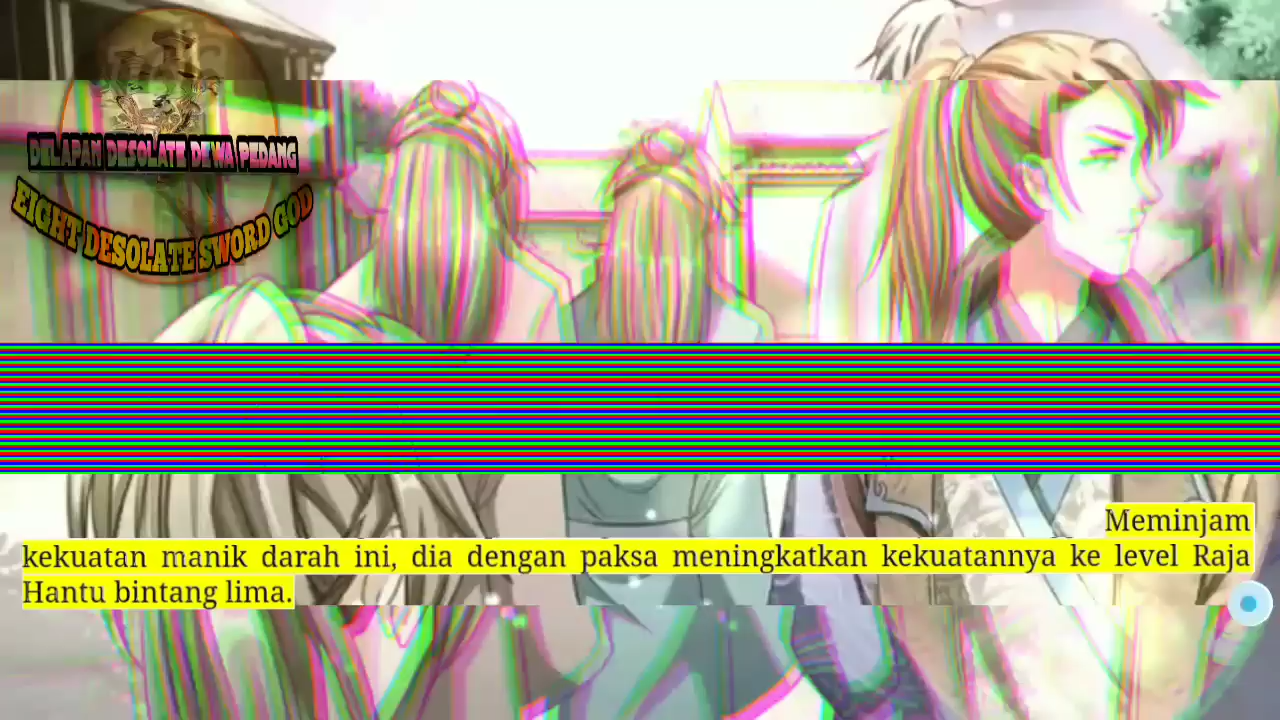 DELAPAN DESOLATE DEWA PEDANG
EIGHT DESOLATE SWORD GOD
Meminjam
kekuatan manik darah ini, dia dengan paksa meningkatkan kekuatannya ke level Raja
Hantu bintang lima.